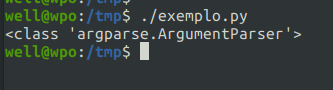 well@wpo:/tmp$ ./exemplo.py
<class 'argparse.ArgumentParser'>
well@wpo:/tmp$